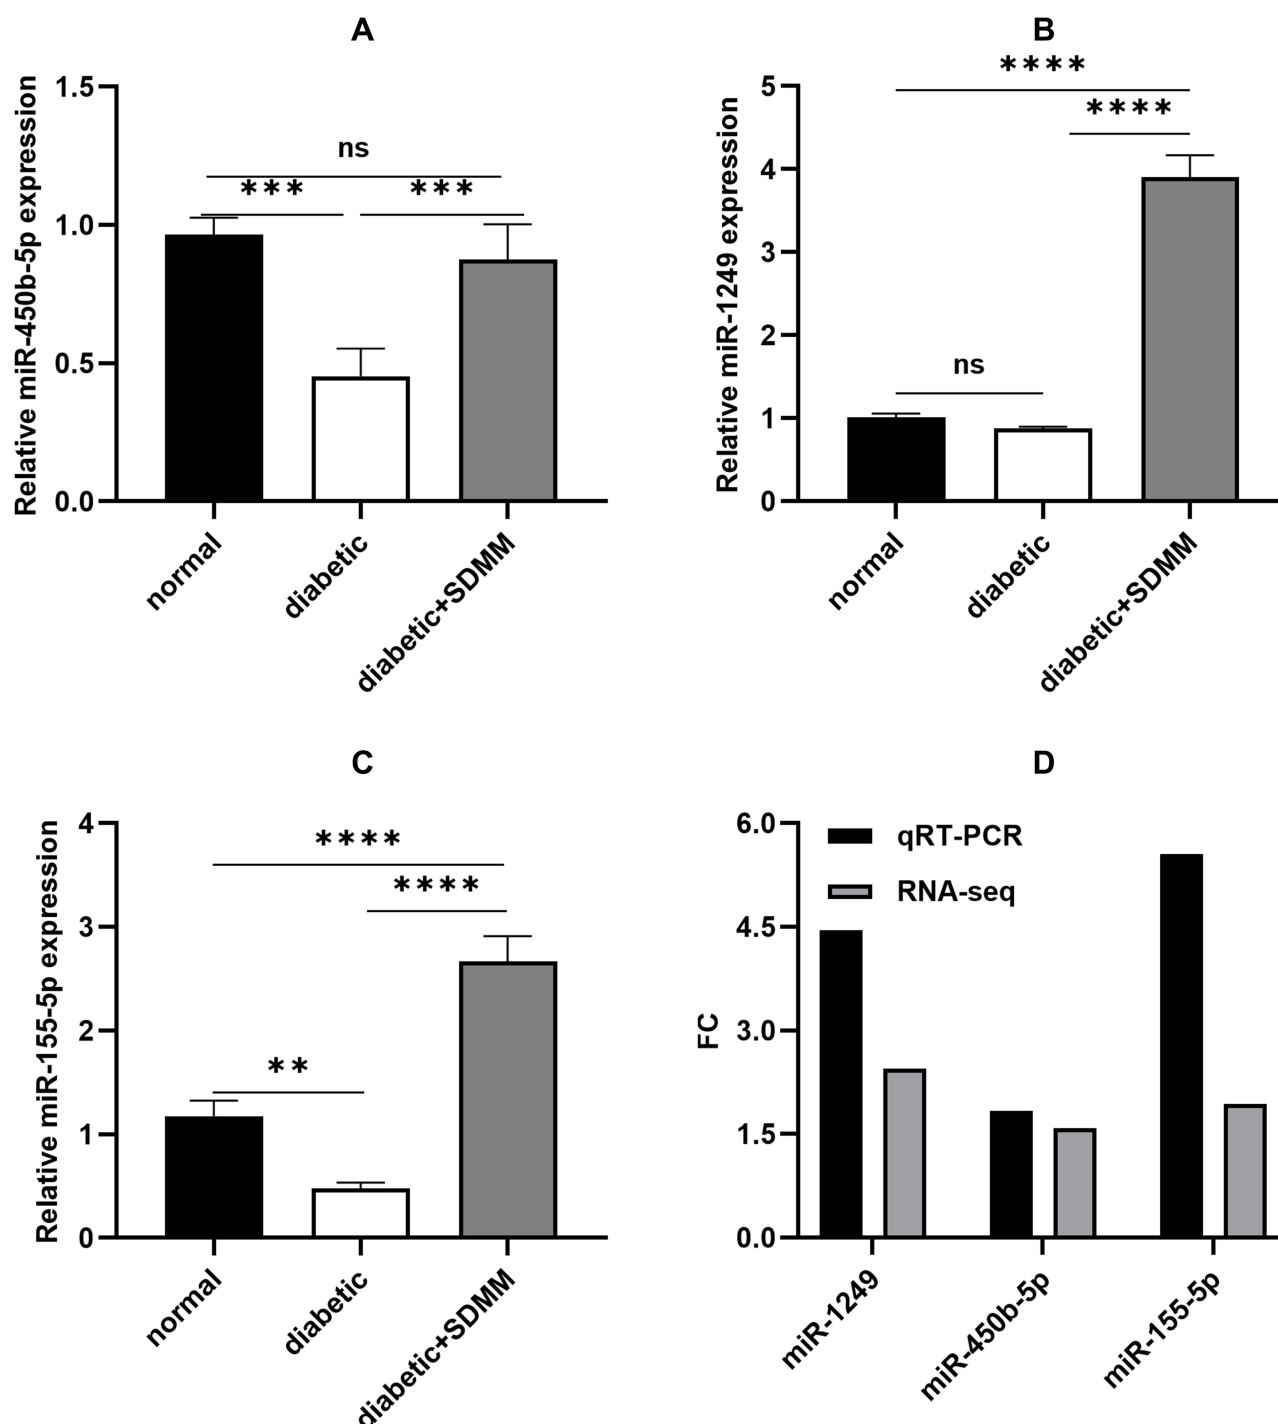 A
Relative miR-450b-5p expression
1.5
1.0
0.5
0.0
ns
***
***
normal
diabetic
diabetic+SDMM
B
Relative miR-1249 expression
5
4
3
2
1
0
****
****
ns
normal
diabetic
diabetic+SDMM
C
Relative miR-155-5p expression
4
3
2
1
0
****
****
**
normal
diabetic
diabetic+SDMM
D
FC
6.0
4.5
3.0
1.5
0.0
qRT-PCR
RNA-seq
miR-1249
miR-450b-5p
miR-155-5p